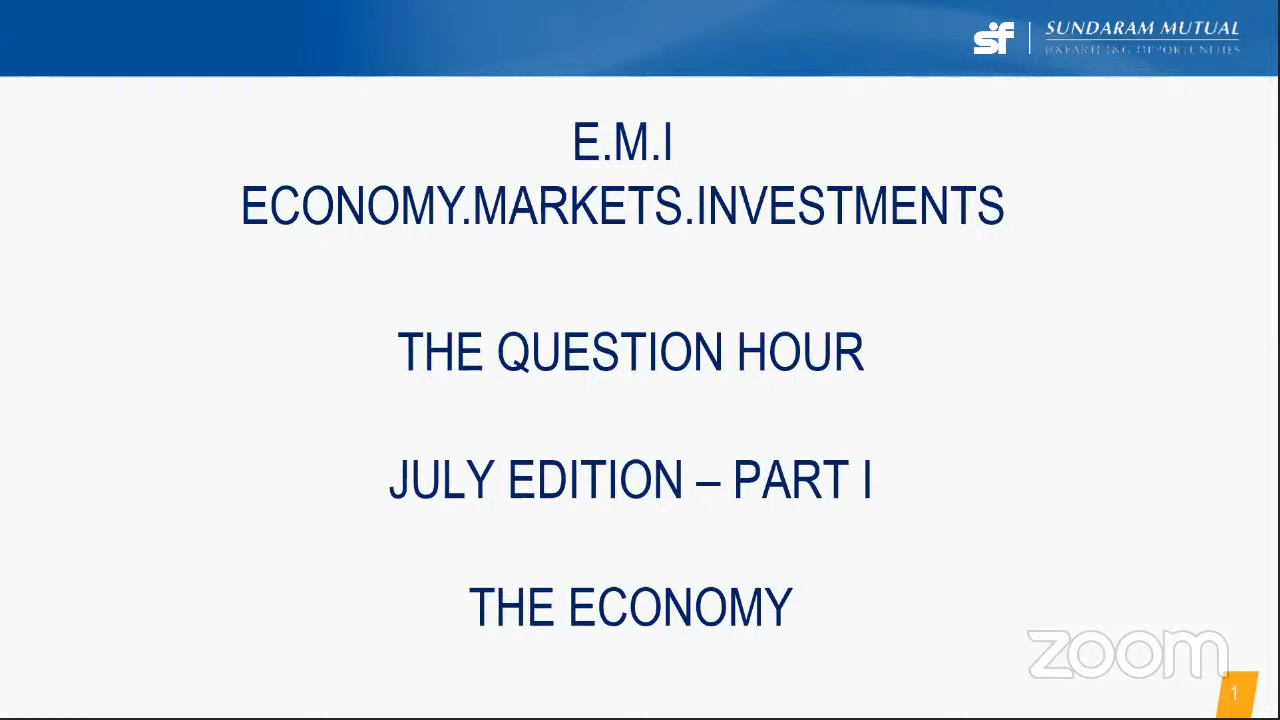 SUNDARAM MUTUAL
E.M.I
ECONOMY.MARKETS.INVESTMENTS
THE QUESTION HOUR
JULY EDITION – PART I
THE ECONOMY
zoom
1